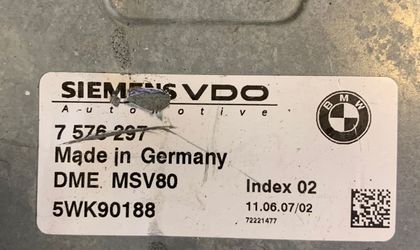 SIEMENS VDO
Automotive
7 576 297
Made in Germany
DME MSV80
5WK90188
Index 02
11.06.07/02
72221477
BMW